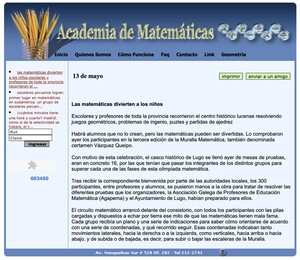 Academia de Matemáticas
Inicio Quienes Somos Cómo Funciona Faq Contacto Link Geometría
las matemáticas divierten
a los niños escolares y
profesores de toda la provincia
recorrieron el ...
escolares peruanos logran
primer lugar en matemáticas
en sudamérica, un grupo de
escolares peruan...
cuántos minutos tiene
una hora y cuarto?
Rud
Clave
Ingresar
003450
13 de mayo
imprimir
enviar a un amigo
Las matemáticas divierten a los niños
Escolares y profesores de toda la provincia recorrieron el centro histórico lucense resolviendo
juegos geométricos, problemas de ingenio, puzles y partidas de ajedrez
Habrá alumnos que no lo crean, pero las matemáticas pueden ser divertidas. Lo comprobaron
ayer los participantes en la tercera edición de la Muralla Matemática, también denominada
certamen Vázquez Queipo.
Con motivo de esta celebración, el casco histórico de Lugo se llenó ayer de mesas de pruebas,
eran en concreto 16, por las que tenían que pasar los integrantes de los distintos grupos para
superar cada una de las fases de esta olimpiada matemática.
Tras recibir la correspondiente bienvenida por parte de las autoridades locales, los 300
participantes, entre profesores y alumnos, se pusieron manos a la obra para tratar de resolver las
diferentes pruebas que los organizadores, la Asociación Galega de Profesores de Educación
Matemática (Agapema) y el Ayuntamiento de Lugo, habían preparado para ellos.
El circuito matemático arrancó delante del consistorio, con todos los participantes con las pilas
cargadas y dispuestos a echar por tierra ese mito de que las matemáticas tienen mala fama.
Cada grupo recibía un plano y una serie de indicaciones para saber cómo orientarse de acuerdo
con una serie de coordenadas, y qué recorrido seguir. Esas coordenadas indicaban tanto
movimientos laterales, hacia la derecha o a la izquierda, como verticales, hacia arriba o hacia
abajo, y de subida o de bajada, es decir, para subir o bajar las escaleras de la Muralla.